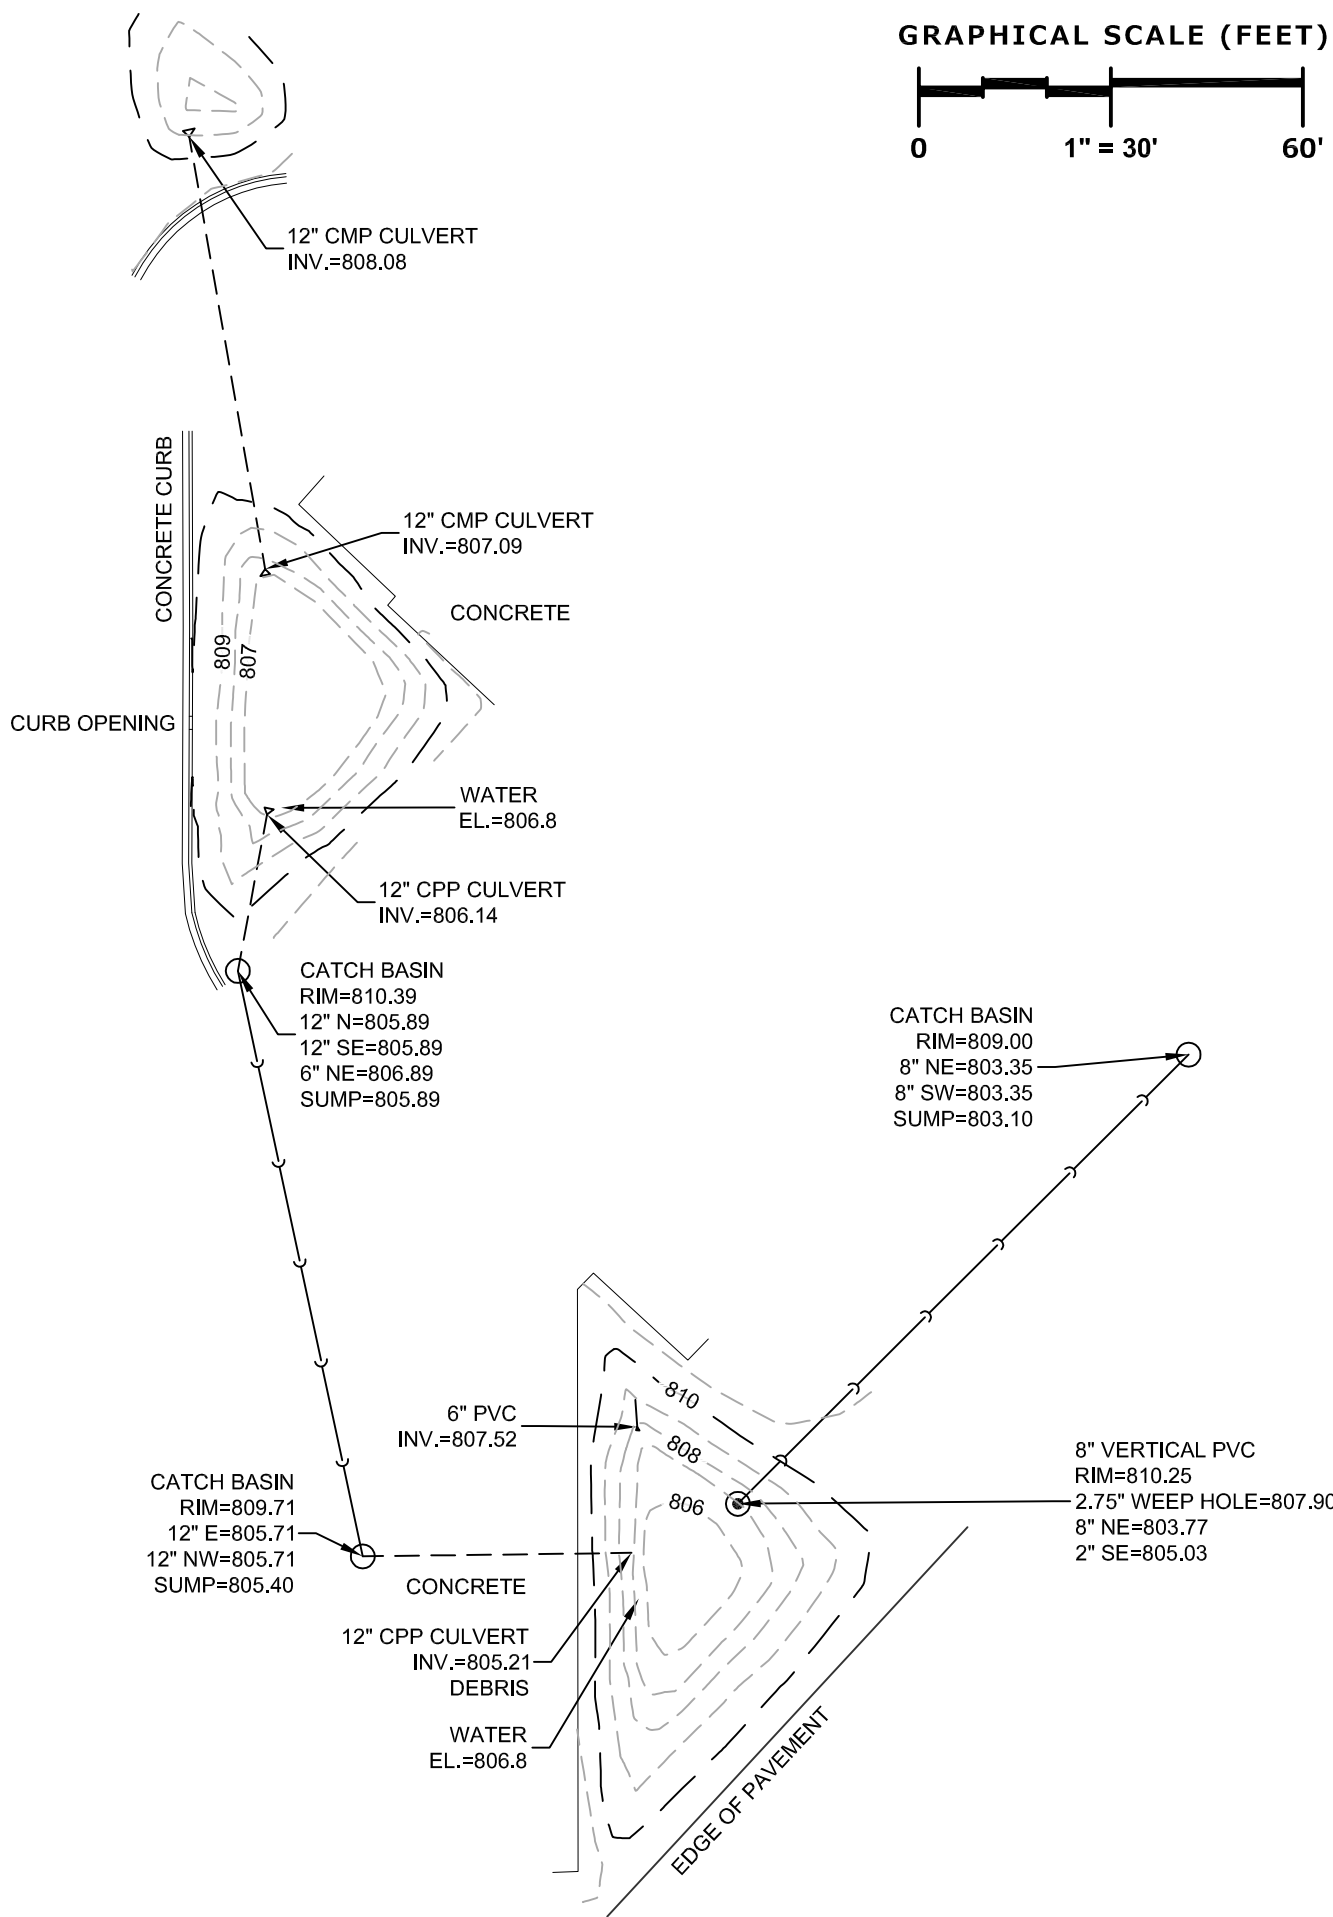 GRAPHICAL SCALE (FEET)
0
1" = 30'
60'
12" CMP CULVERT
INV.=808.08
CONCRETE CURB
12" CMP CULVERT
INV.=807.09
CONCRETE
809
807
CURB OPENING
WATER
EL.=806.8
12" CPP CULVERT
INV.=806.14
CATCH BASIN
RIM=810.39
12" N=805.89
12" SE=805.89
6" NE=806.89
SUMP=805.89
CATCH BASIN
RIM=809.00
8" NE=803.35
8" SW=803.35
SUMP=803.10
810
6" PVC
INV.=807.52
808
806
8" VERTICAL PVC
RIM=810.25
2.75" WEEP HOLE=807.90
8" NE=803.77
2" SE=805.03
CATCH BASIN
RIM=809.71
12" E=805.71
12" NW=805.71
SUMP=805.40
CONCRETE
12" CPP CULVERT
INV.=805.21
DEBRIS
WATER
EL.=806.8
EDGE OF PAVEMENT